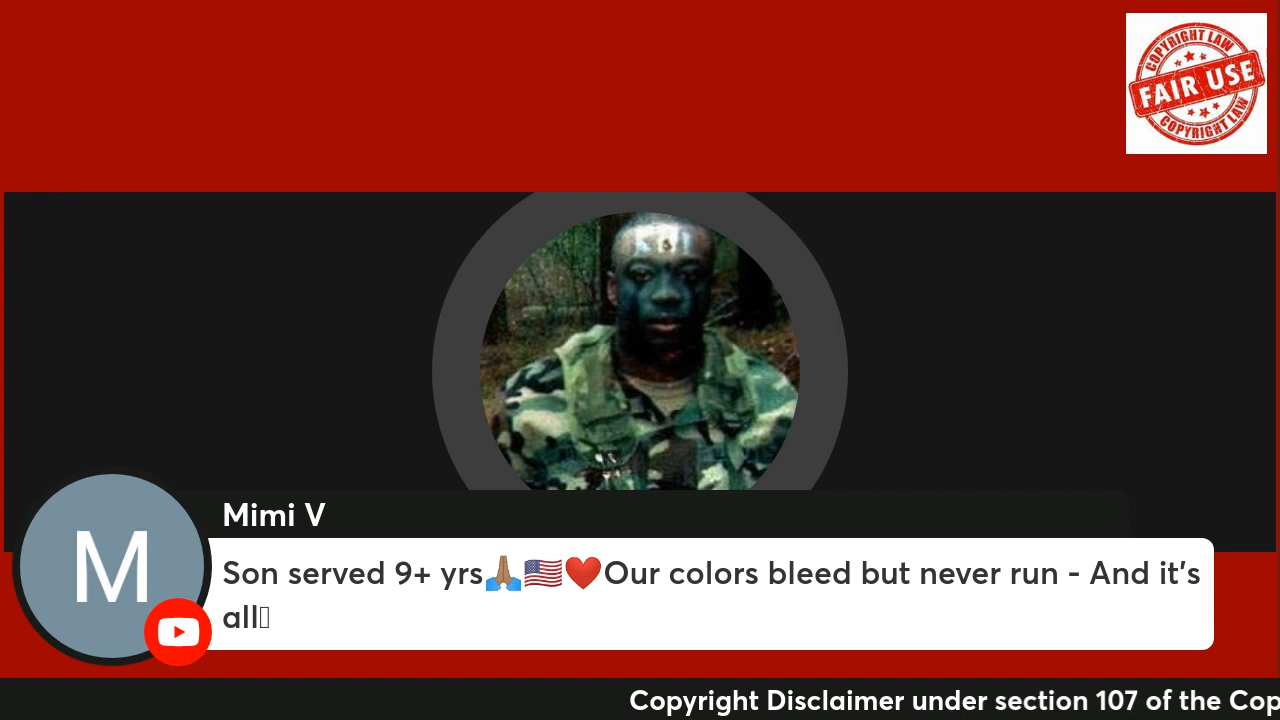 COPYRIGHT LAW
FAIR USE
COPYRIGHT LAW
M
Mimi V
Son served 9+ yrs🙏🏽🇺🇸❤️Our colors bleed but never run - And it's
all
Copyright Disclaimer under section 107 of the Cop